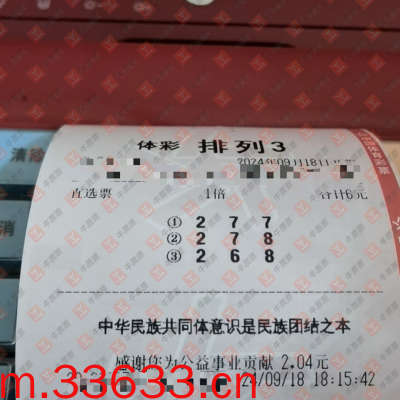 体彩 排列3
2024年09月18日
直选票 1倍 合计6元
① 2 7 7
② 2 7 8
③ 2 6 8
中华民族共同体意识是民族团结之本
感谢您为公益事业贡献 2.04元
24/09/18 18:15:42
m.33633.cn
清除
消